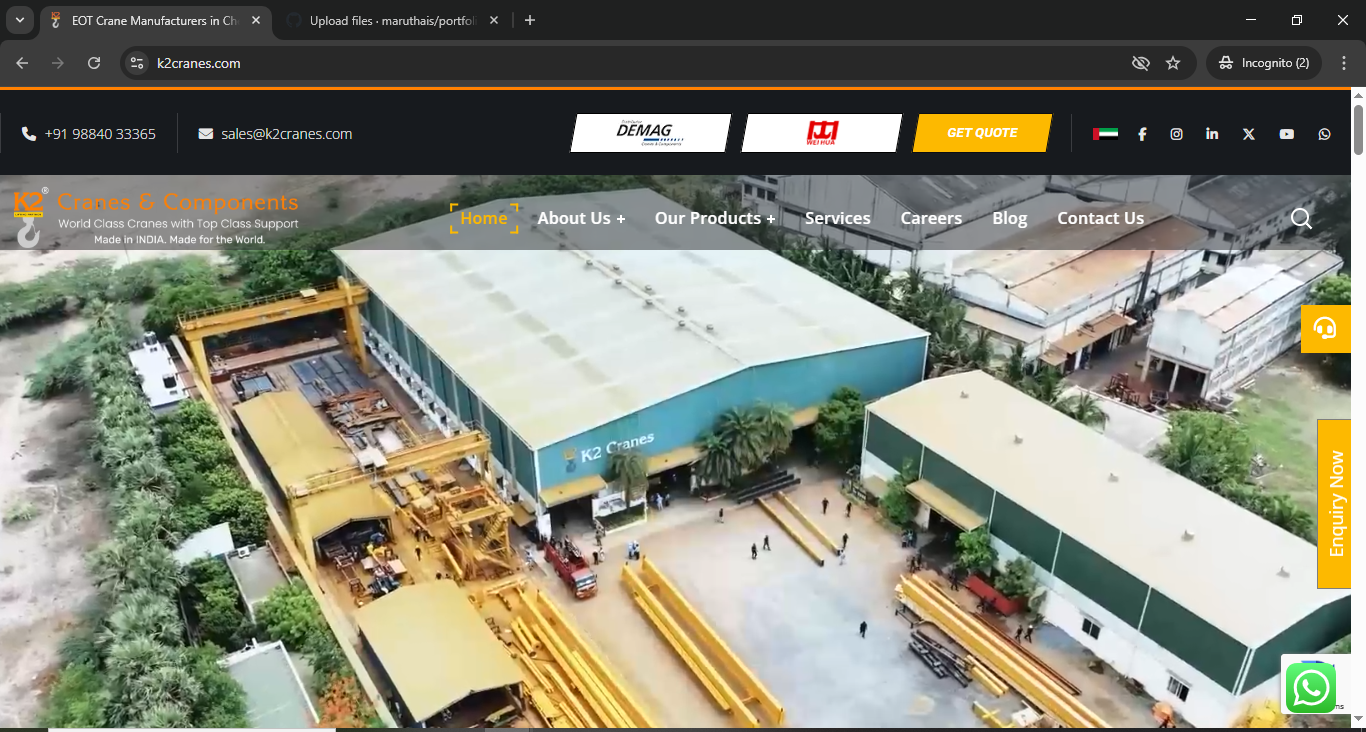 EOT Crane Manufacturers in Ch
Upload files · maruthais/portfoli
k2cranes.com
Incognito (2)
+91 98840 33365
sales@k2cranes.com
DEMAG
Cranes & Components
WEIHUA
GET QUOTE
K2 ® Cranes & Components
World Class Cranes with Top Class Support
Made in INDIA. Made for the World.
Home
About Us +
Our Products +
Services
Careers
Blog
Contact Us
K2 Cranes
Enquiry Now